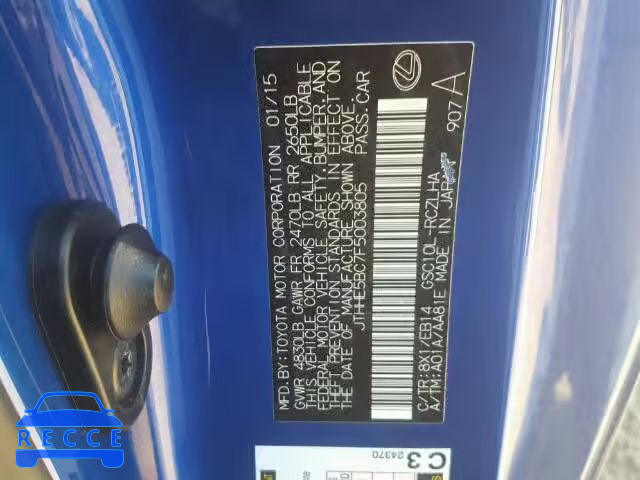 MFD.BY:TOYOTA MOTOR CORPORATION 01/15
GVWR 4830LB GAWR FR 2470LB RR 2650LB
THIS VEHICLE CONFORMS TO ALL APPLICABLE
FEDERAL MOTOR VEHICLE SAFETY, BUMPER, AND
THEFT PREVENTION STANDARDS IN EFFECT ON
THE DATE OF MANUFACTURE SHOWN ABOVE.
JTHHE5BC7F5003805 PASS.CAR
C/TR:8X1/EB14 GSC10L-RCZLHA
A/TM:A01A/AA81E MADE IN JAPAN
907 A
C3
24370
RECCE